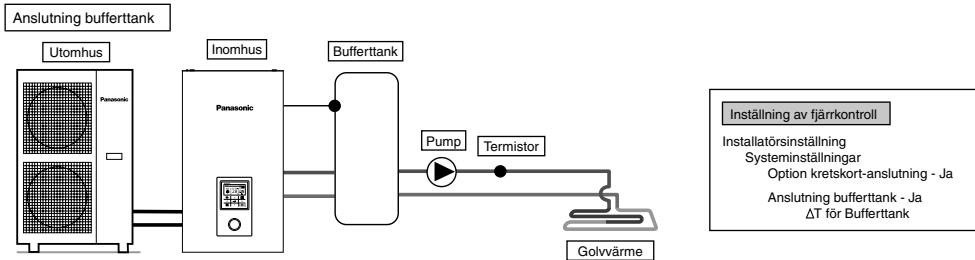 Anslutning bufferttank
Utomhus
Inomhus
Bufferttank
Panasonic
Panasonic
Pump
Termistor
Golvvärme
Inställning av fjärrkontroll
Installatörsinställning
Systeminställningar
Option kretskort-anslutning - Ja
Anslutning bufferttank - Ja
ΔT för Bufferttank